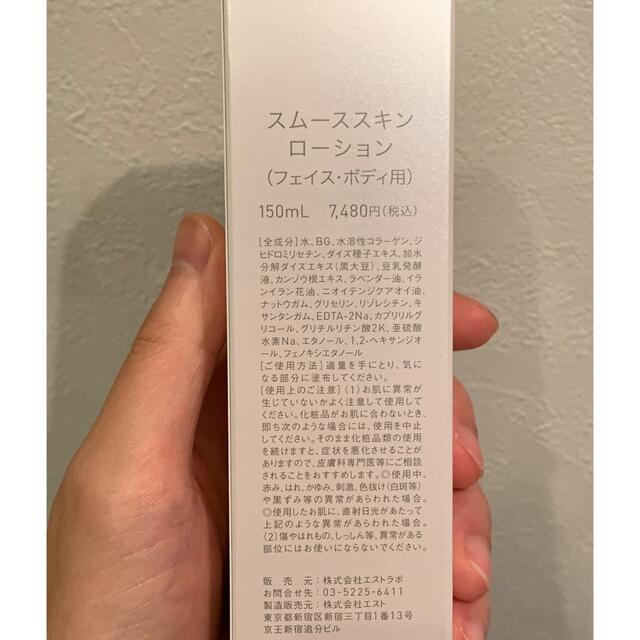 スムーススキン
ローション
(フェイス・ボディ用)
150mL 7,480円(税込)
[全成分]水、BG、水溶性コラーゲン、ジ
ヒドロミリセチン、ダイズ種子エキス、加水
分解ダイズエキス(黒大豆)、豆乳発酵
液、カンゾウ根エキス、ラベンダー油、イラ
ンイラン花油、ニオイテンジクアオイ油、
ナットウガム、グリセリン、リゾレシチン、キ
サンタンガム、EDTA-2Na、カプリリルグ
リコール、グリチルリチン酸2K、亜硫酸
水素Na、エタノール、1,2-ヘキサンジオ
ール、フェノキシエタノール
[ご使用方法]適量を手にとり、気に
なる部分に塗布してください。
[使用上のご注意](1)お肌に異常が
生じていないかよく注意して使用して
ください。化粧品がお肌に合わないとき、
即ち次のような場合には、使用を中止
してください。そのまま化粧品類の使用
を続けますと、症状を悪化させることが
ありますので、皮膚科専門医等にご相談
されることをおすすめします。◎使用中、
赤み、はれ、かゆみ、刺激、色抜け(白斑等)
や黒ずみ等の異常があらわれた場合。
◎使用したお肌に、直射日光があたって
上記のような異常があらわれた場合。
(2)傷やはれもの、しっしん等、異常がある
部位にはお使いにならないでください。
販売元:株式会社エストラボ
お問合せ先:03-5225-6411
製造販売元:株式会社エスト
東京都新宿区新宿三丁目1番13号
京王新宿追分ビル